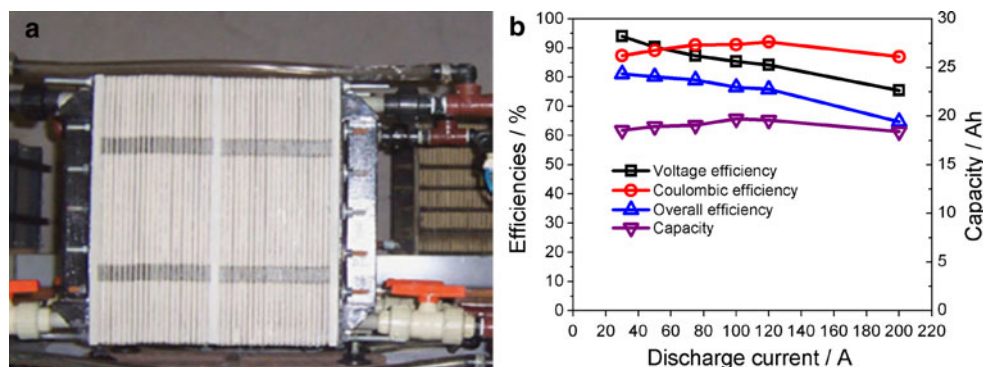 a
b
Efficiencies / %
100
90
80
70
60
50
40
30
20
10
0
Voltage efficiency
Coulombic efficiency
Overall efficiency
Capacity
30
25
20
15
10
5
0
Capacity / Ah
0 20 40 60 80 100 120 140 160 180 200 220
Discharge current / A